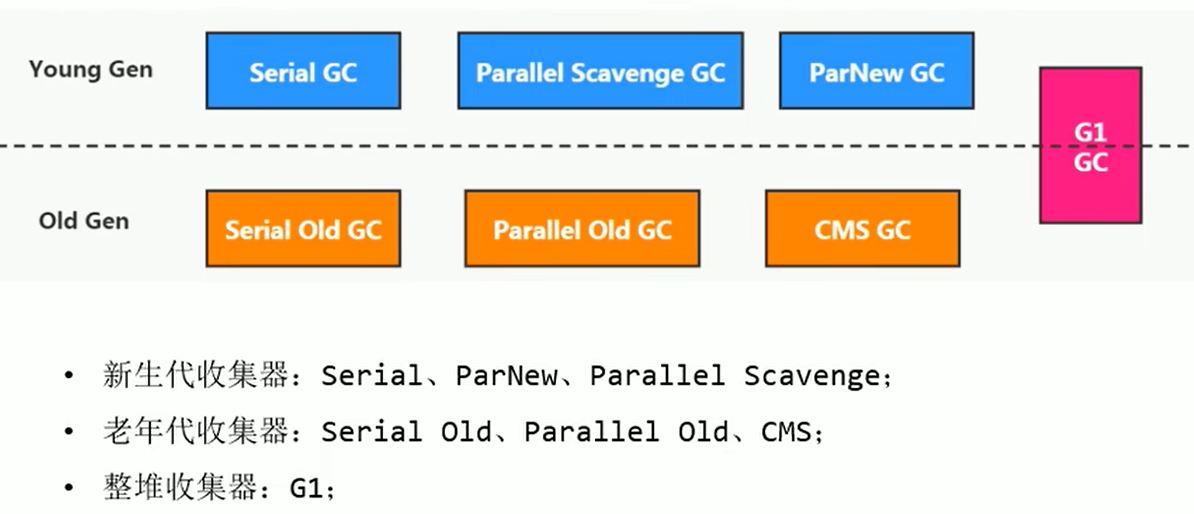 Young Gen
Serial GC
Parallel Scavenge GC
ParNew GC
G1
GC
Old Gen
Serial Old GC
Parallel Old GC
CMS GC
• 新生代收集器：Serial、ParNew、Parallel Scavenge；
• 老年代收集器：Serial Old、Parallel Old、CMS；
• 整堆收集器：G1；